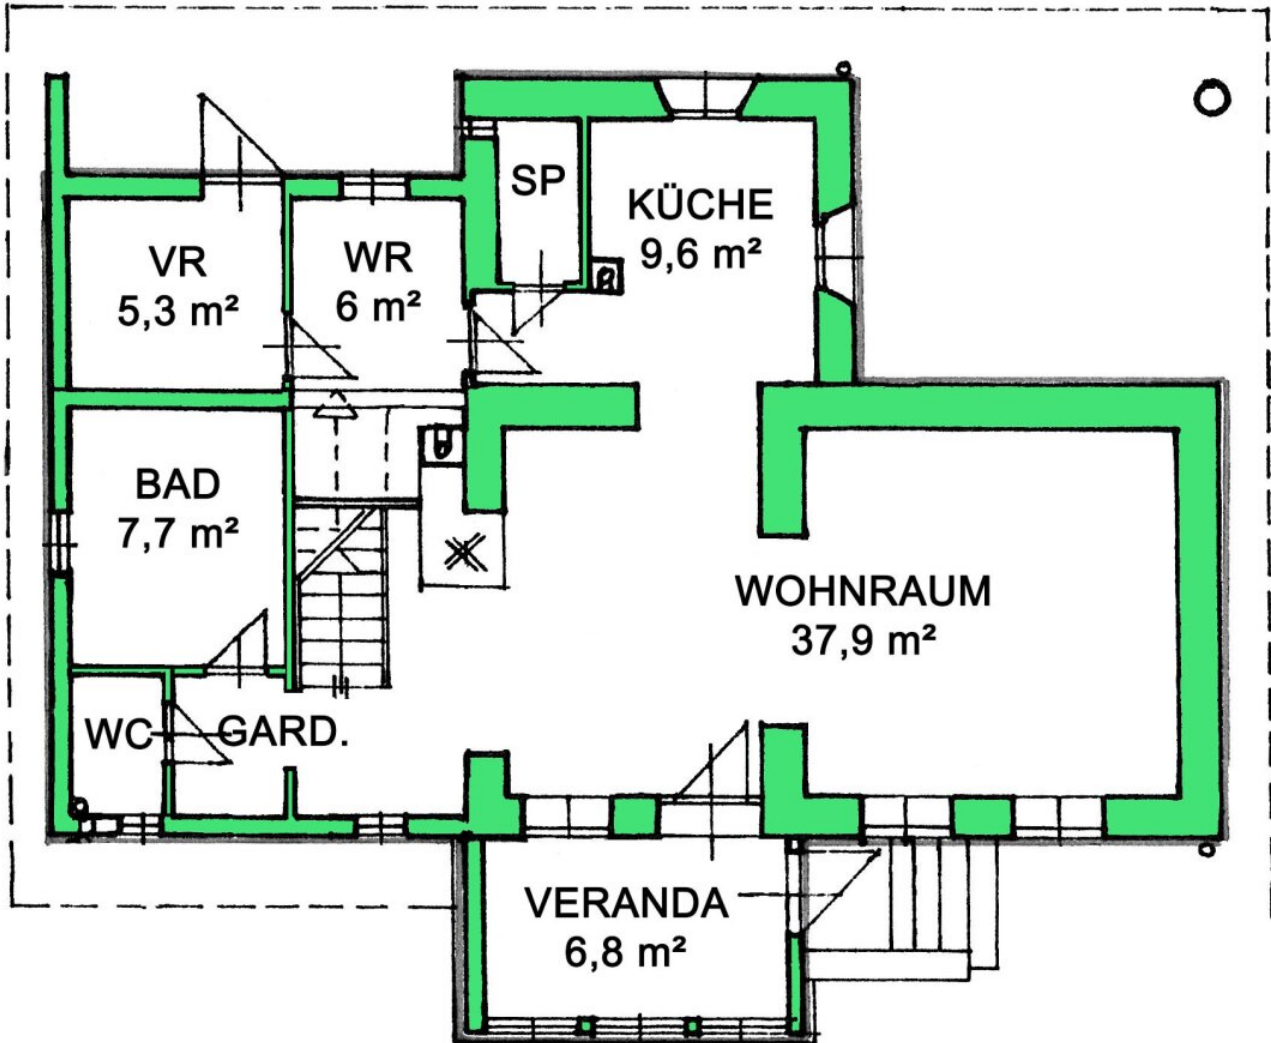 SP
KÜCHE
9,6 m²
VR
5,3 m²
WR
6 m²
BAD
7,7 m²
WOHNRAUM
37,9 m²
WC
GARD.
VERANDA
6,8 m²